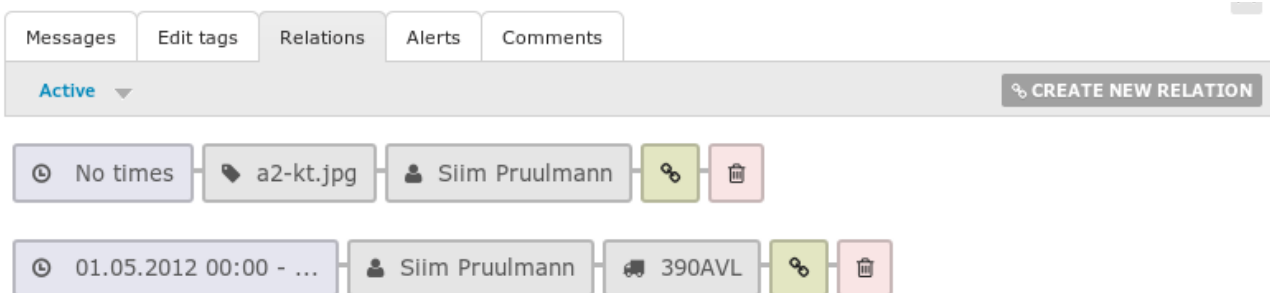 Messages Edit tags Relations Alerts Comments
Active CREATE NEW RELATION
No times a2-kt.jpg Siim Pruulmann
01.05.2012 00:00 - ... Siim Pruulmann 390AVL